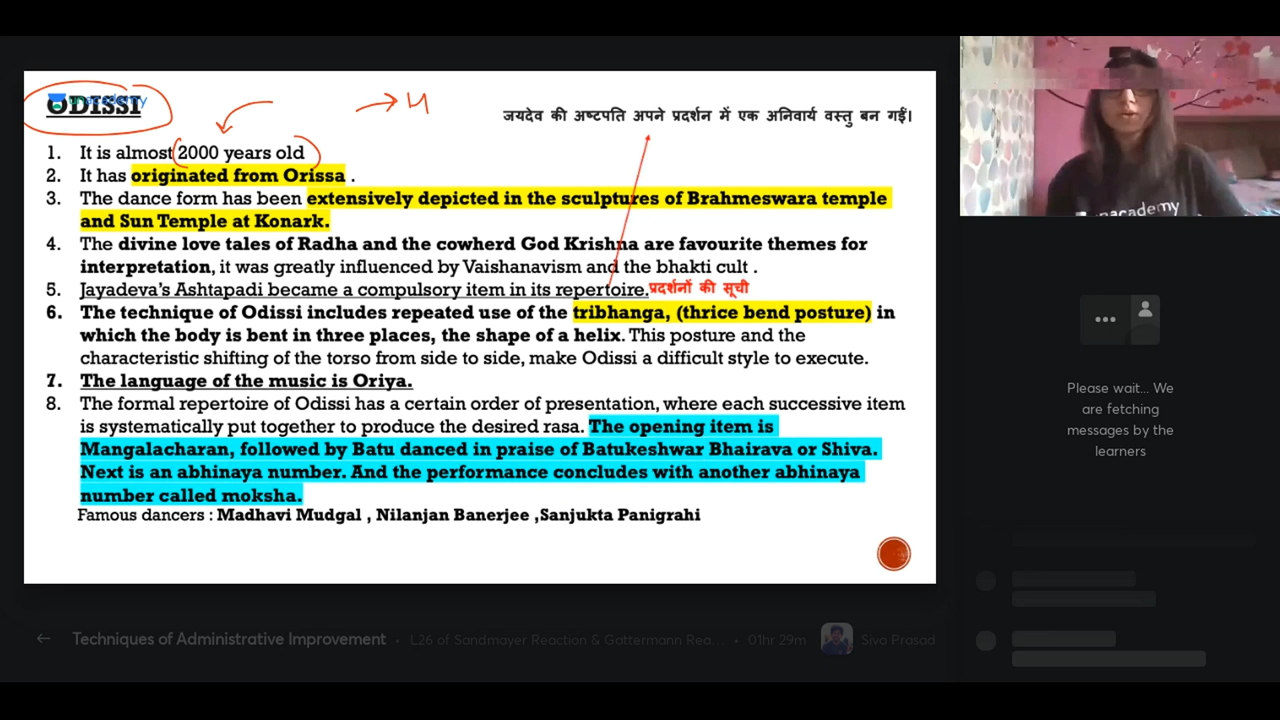 ODISSI
unacademy
4
जयदेव की अष्टपति अपने प्रदर्शन में एक अनिवार्य वस्तु बन गई।
1. It is almost 2000 years old
2. It has originated from Orissa .
3. The dance form has been extensively depicted in the sculptures of Brahmeswara temple
and Sun Temple at Konark.
4. The divine love tales of Radha and the cowherd God Krishna are favourite themes for
interpretation, it was greatly influenced by Vaishanavism and the bhakti cult .
5. Jayadeva's Ashtapadi became a compulsory item in its repertoire. प्रदर्शनों की सूची
6. The technique of Odissi includes repeated use of the tribhanga, (thrice bend posture) in
which the body is bent in three places, the shape of a helix. This posture and the
characteristic shifting of the torso from side to side, make Odissi a difficult style to execute.
7. The language of the music is Oriya.
8. The formal repertoire of Odissi has a certain order of presentation, where each successive item
is systematically put together to produce the desired rasa. The opening item is
Mangalacharan, followed by Batu danced in praise of Batukeshwar Bhairava or Shiva.
Next is an abhinaya number. And the performance concludes with another abhinaya
number called moksha.
Famous dancers : Madhavi Mudgal , Nilanjan Banerjee ,Sanjukta Panigrahi
unacademy
Please wait... We
are fetching
messages by the
learners
Techniques of Administrative Improvement • L26 of Sandmayer Reaction & Gattermann Rea... • 01hr 29m Siva Prasad